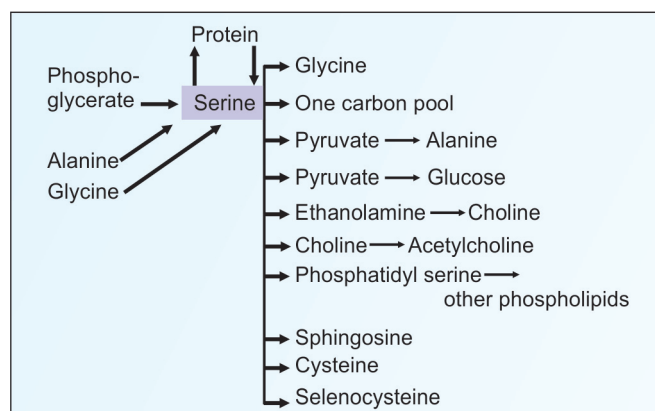 Protein
Phospho-
glycerate
Serine
Alanine
Glycine
Glycine
One carbon pool
Pyruvate Alanine
Pyruvate Glucose
Ethanolamine Choline
Choline Acetylcholine
Phosphatidyl serine
other phospholipids
Sphingosine
Cysteine
Selenocysteine